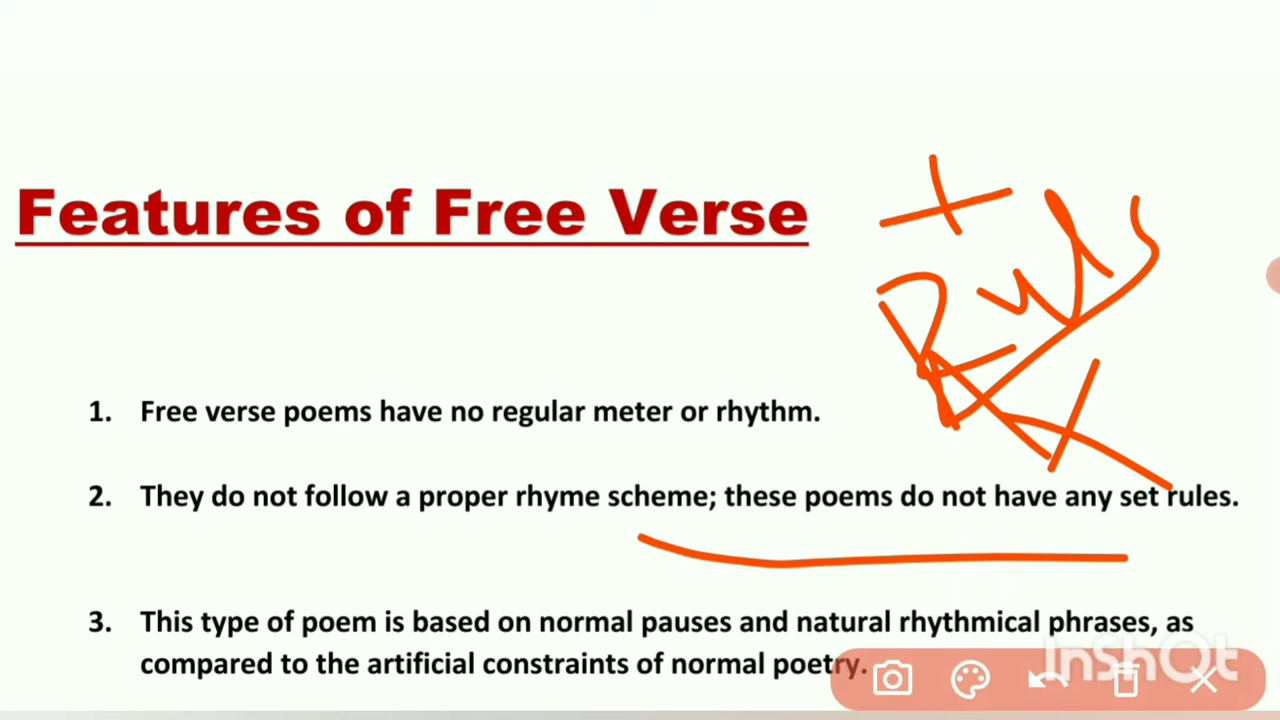 Features of Free Verse
Rules
1. Free verse poems have no regular meter or rhythm.
2. They do not follow a proper rhyme scheme; these poems do not have any set rules.
3. This type of poem is based on normal pauses and natural rhythmical phrases, as
compared to the artificial constraints of normal poetry.
InShOt